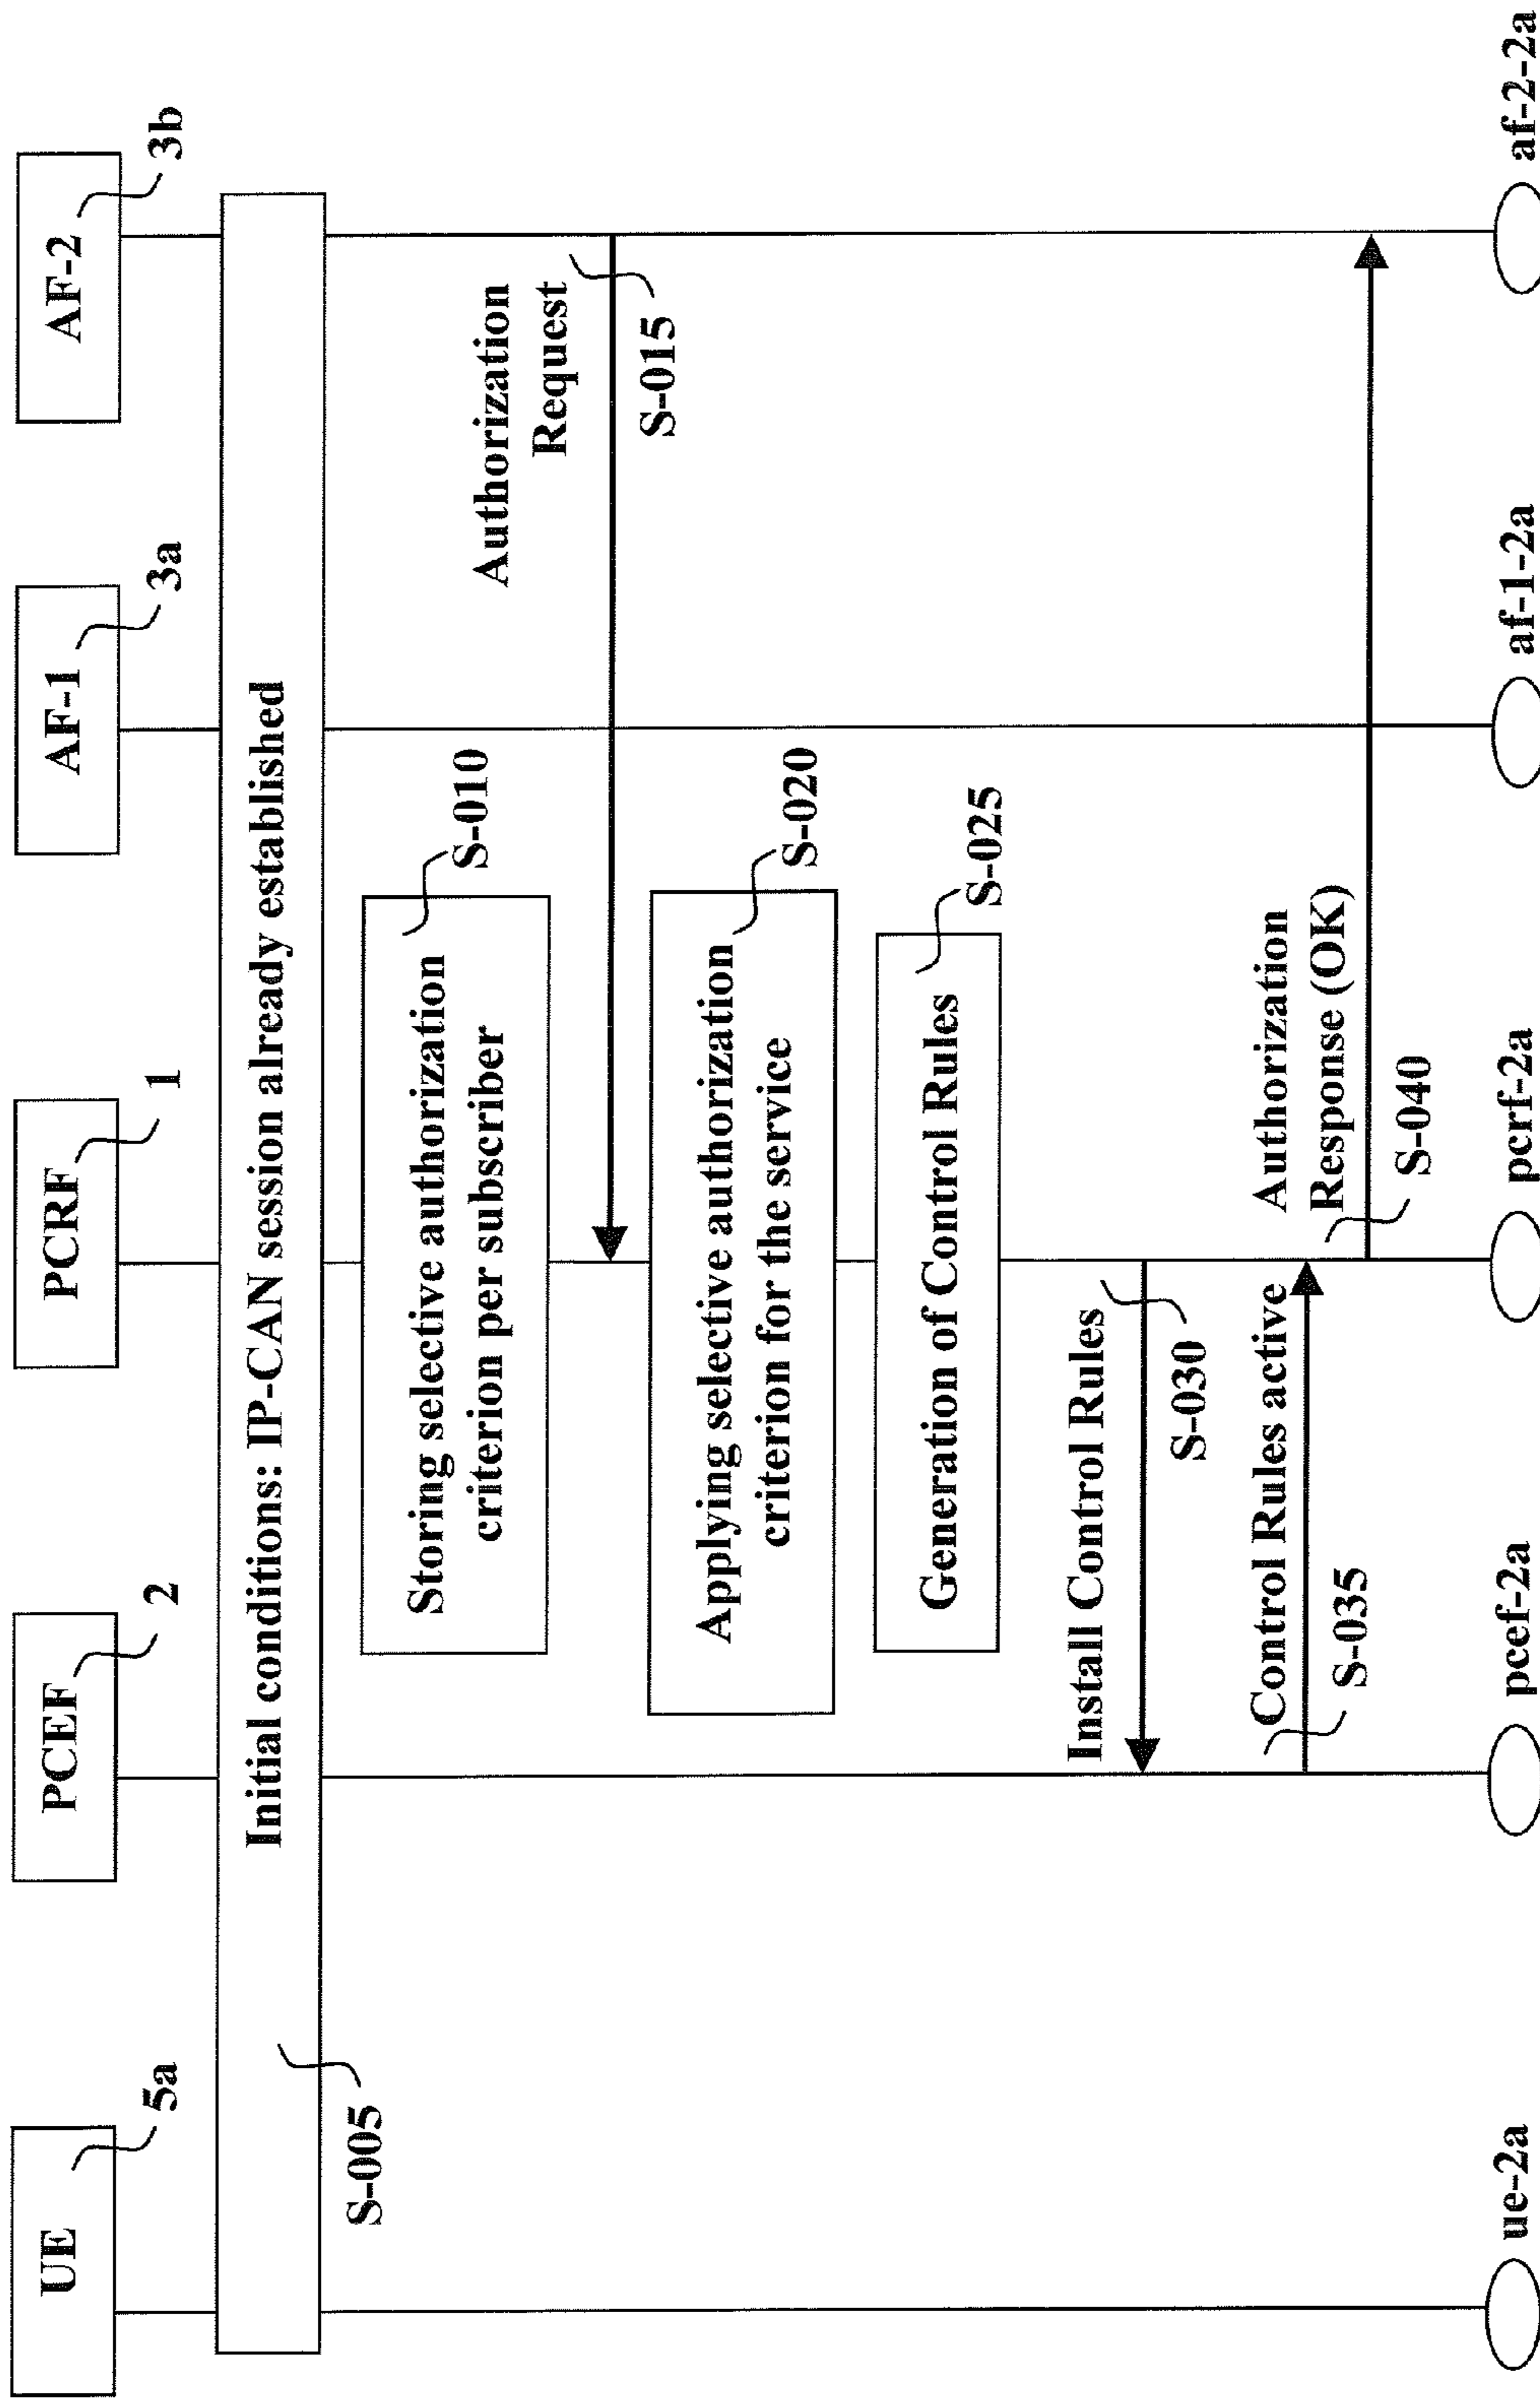 UE
5a
PCEF
2
PCRF
1
AF-1
3a
AF-2
3b
Initial conditions: IP-CAN session already established
S-005
Storing selective authorization
criterion per subscriber
S-010
Authorization
Request
S-015
Applying selective authorization
criterion for the service
S-020
Generation of Control Rules
S-025
Install Control Rules
S-030
Control Rules active
S-035
Authorization
Response (OK)
S-040
ue-2a
pcef-2a
pcrf-2a
af-1-2a
af-2-2a